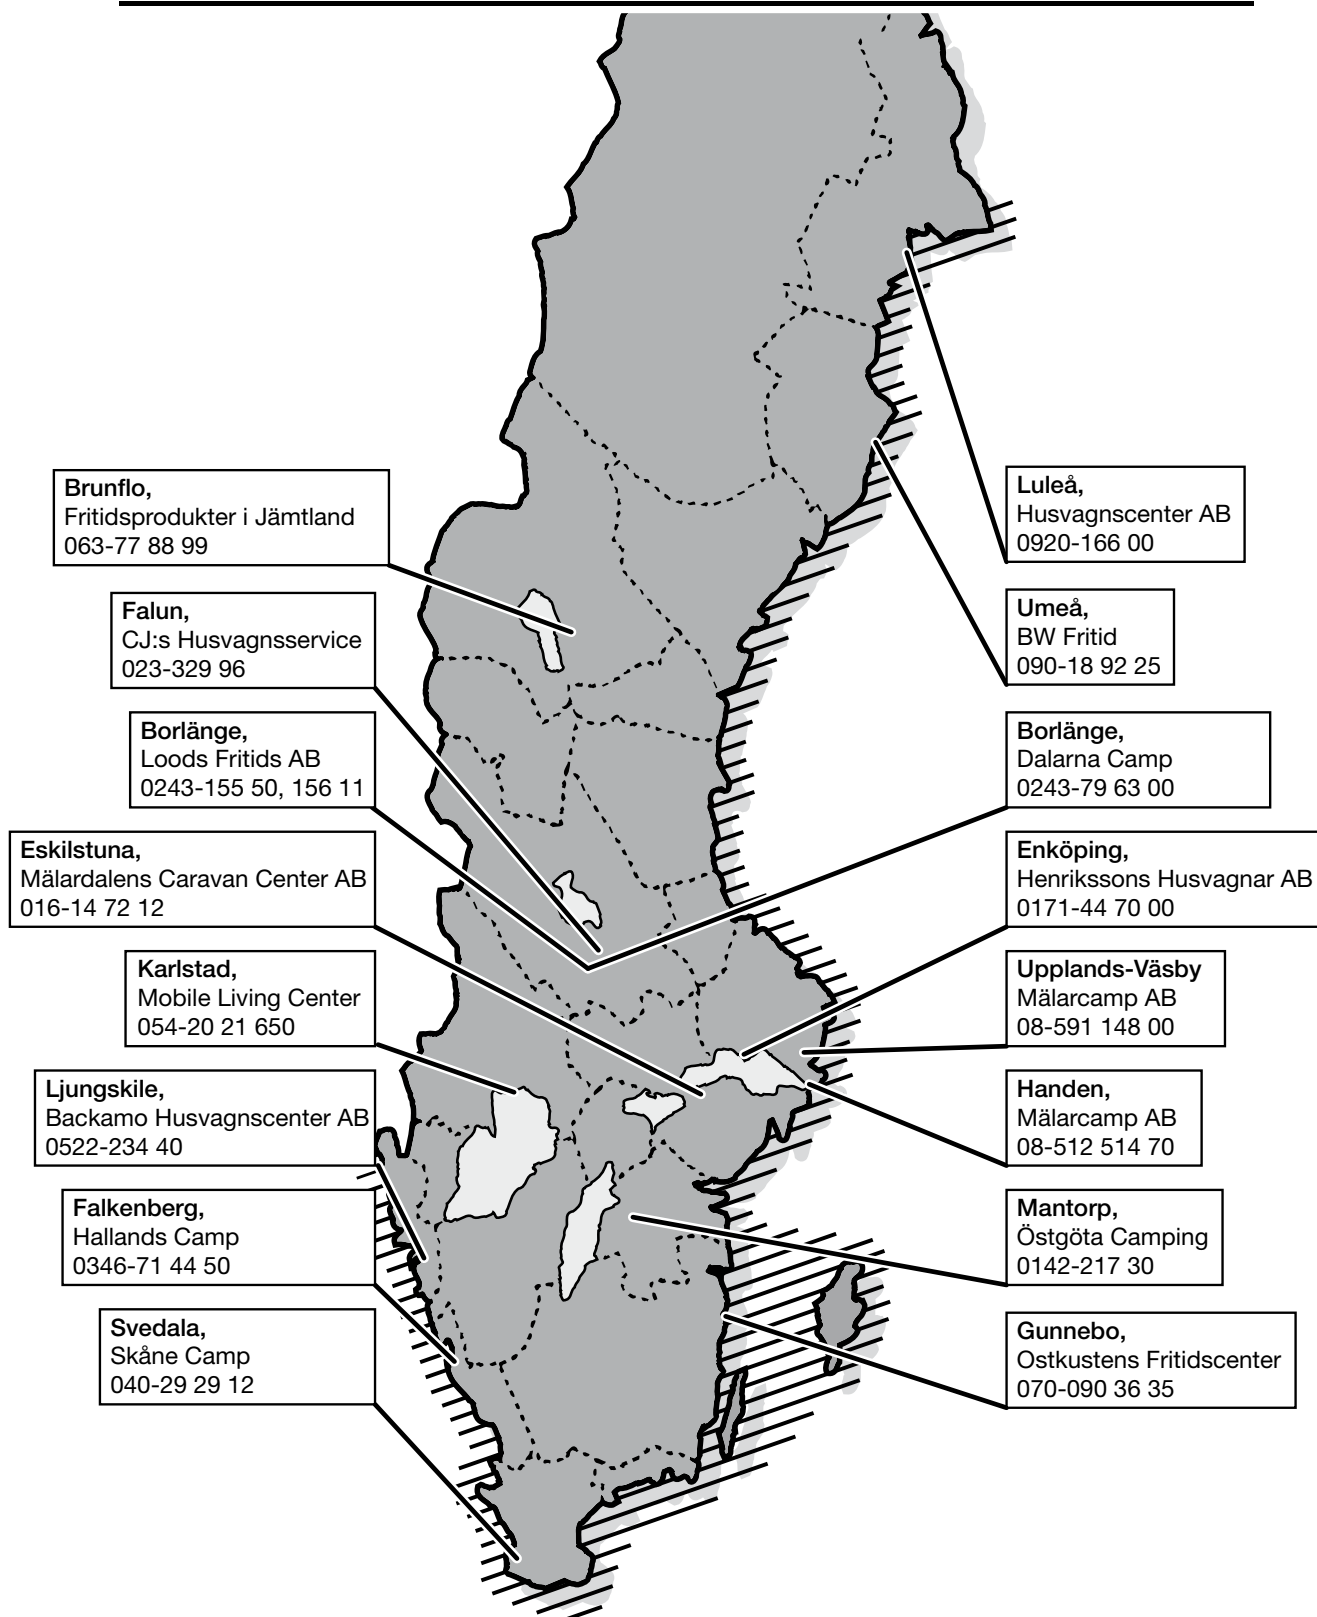 Brunflo,
Fritidsprodukter i Jämtland
063-77 88 99
Falun,
CJ:s Husvagnsservice
023-329 96
Borlänge,
Loods Fritids AB
0243-155 50, 156 11
Eskilstuna,
Mälardalens Caravan Center AB
016-14 72 12
Karlstad,
Mobile Living Center
054-20 21 650
Ljungskile,
Backamo Husvagnscenter AB
0522-234 40
Falkenberg,
Hallands Camp
0346-71 44 50
Svedala,
Skåne Camp
040-29 29 12
Luleå,
Husvagnscenter AB
0920-166 00
Umeå,
BW Fritid
090-18 92 25
Borlänge,
Dalarna Camp
0243-79 63 00
Enköping,
Henrikssons Husvagnar AB
0171-44 70 00
Upplands-Väsby
Mälarcamp AB
08-591 148 00
Handen,
Mälarcamp AB
08-512 514 70
Mantorp,
Östgöta Camping
0142-217 30
Gunnebo,
Ostkustens Fritidscenter
070-090 36 35